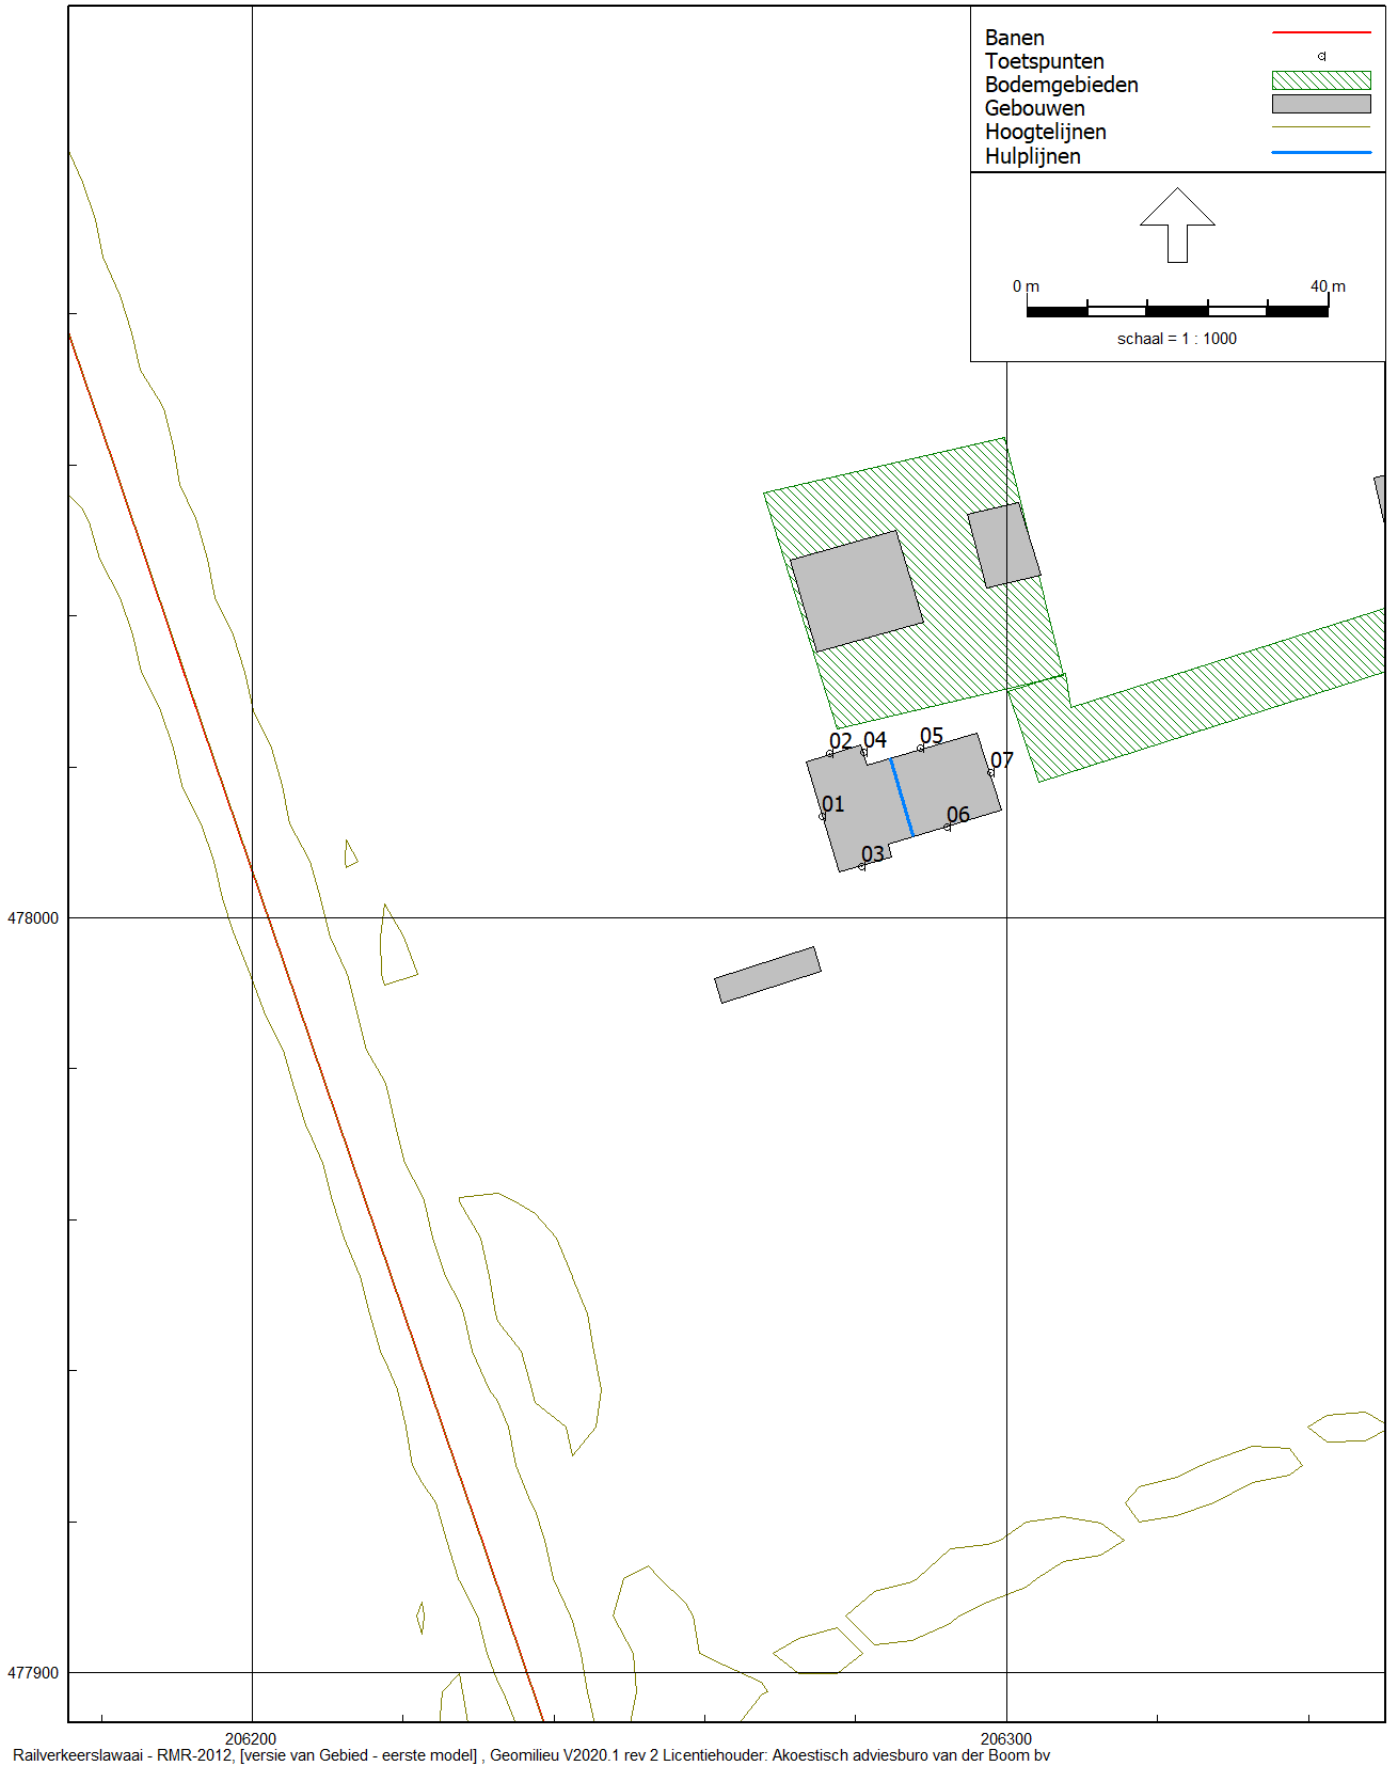 Banen
Toetspunten
Bodemgebieden
Gebouwen
Hoogtelijnen
Hulplijnen
0 m 40 m
schaal = 1 : 1000
02 04 05
07
01
06
03
478000
477900
206200 206300
Railverkeerslawaai - RMR-2012, [versie van Gebied - eerste model] , Geomilieu V2020.1 rev 2 Licentiehouder: Akoestisch adviesburo van der Boom bv